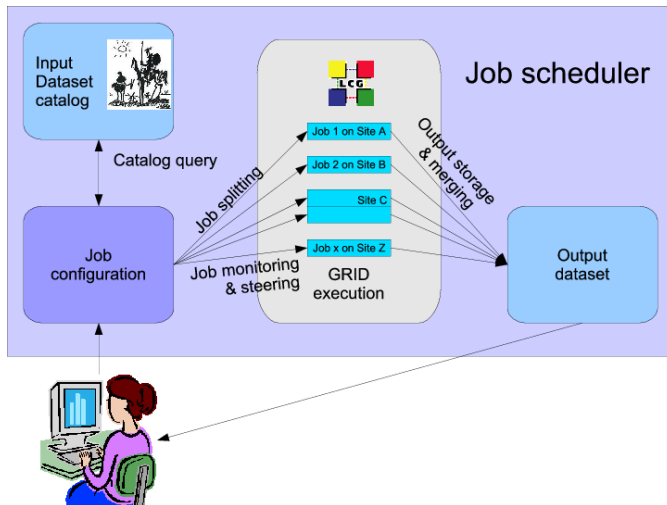 Job scheduler
Input
Dataset
catalog
LCG
Catalog query
Job splitting
Job 1 on Site A
Job 2 on Site B
Site C
Job x on Site Z
Output storage
& merging
Job
configuration
Job monitoring
& steering
GRID
execution
Output
dataset